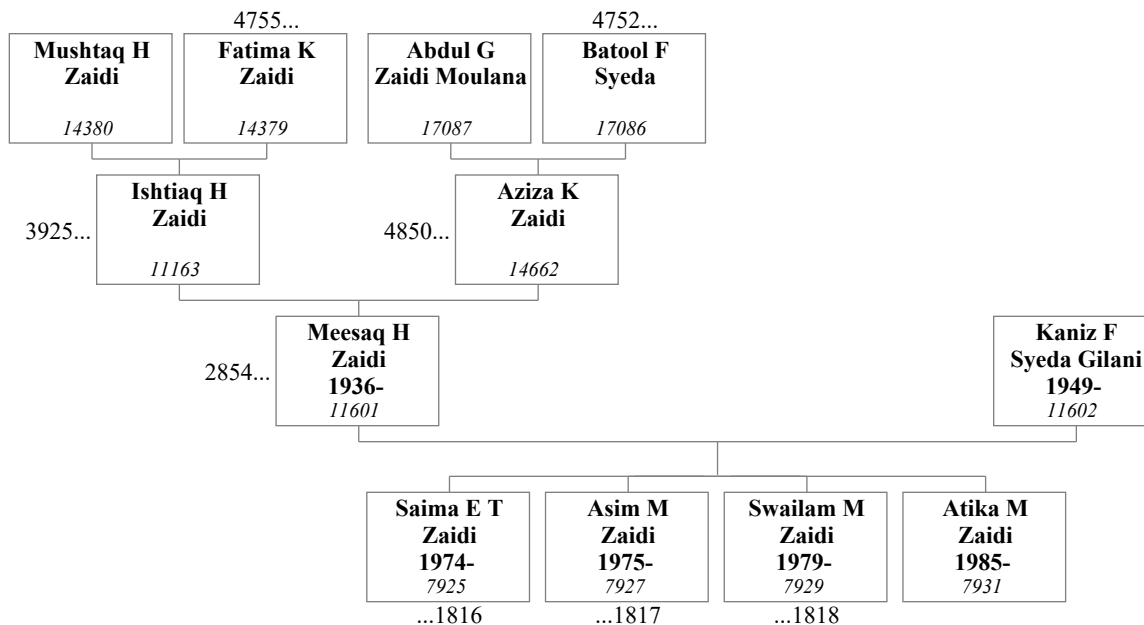 4755...
4752...
Mushtaq H
Zaidi
14380
Fatima K
Zaidi
14379
Abdul G
Zaidi Moulana
17087
Batool F
Syeda
17086
3925...
Ishtiaq H
Zaidi
11163
4850...
Aziza K
Zaidi
14662
2854...
Meesaq H
Zaidi
1936-
11601
Kaniz F
Syeda Gilani
1949-
11602
Saima E T
Zaidi
1974-
7925
...1816
Asim M
Zaidi
1975-
7927
...1817
Swailam M
Zaidi
1979-
7929
...1818
Atika M
Zaidi
1985-
7931